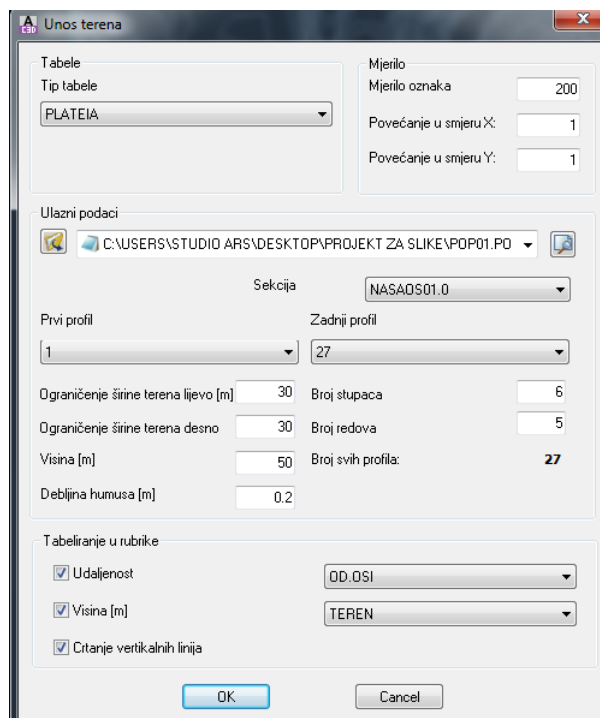 Unos terena
Tabele
Tip tabele
PLATEIA
Mjerilo
Mjerilo oznaka 200
Povećanje u smjeru X: 1
Povećanje u smjeru Y: 1
Ulazni podaci
C:\USERS\STUDIO ARS\DESKTOP\PROJEKT ZA SLIKE\POP01.PO
Sekcija NASAOS01.0
Prvi profil Zadnji profil
1 27
Ograničenje širine terena lijevo [m] 30 Broj stupaca 6
Ograničenje širine terena desno 30 Broj redova 5
Visina [m] 50 Broj svih profila: 27
Debljina humusa [m] 0.2
Tabeliranje u rubrike
Udaljenost OD.OSI
Visina [m] TEREN
Crtanje vertikalnih linija
OK Cancel